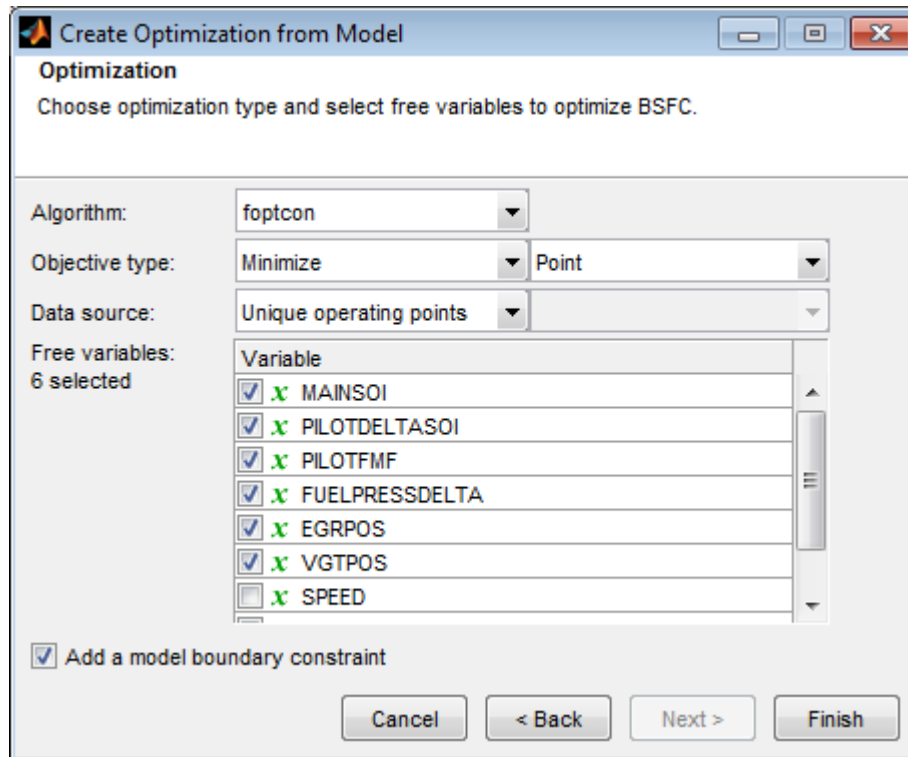 Create Optimization from Model
Optimization
Choose optimization type and select free variables to optimize BSFC.
Algorithm: foptcon
Objective type: Minimize Point
Data source: Unique operating points
Free variables:
6 selected
Variable
x MAINSOI
x PILOTDELTASOI
x PILOTFMF
x FUELPRESSDELTA
x EGRPOS
x VGTPOS
x SPEED
Add a model boundary constraint
Cancel < Back Next > Finish